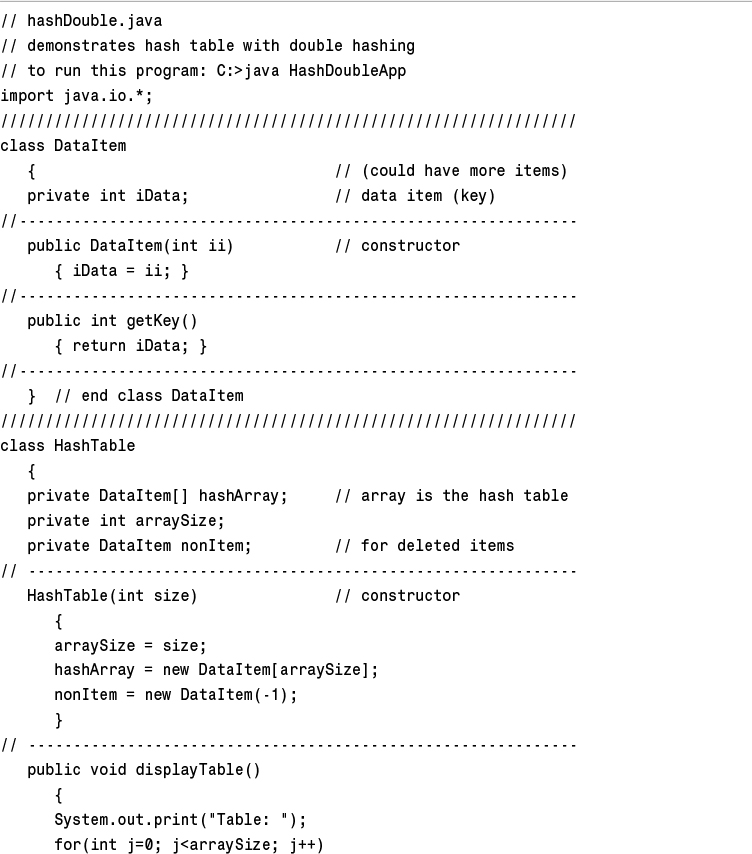 // hashDouble.java
// demonstrates hash table with double hashing
// to run this program: C:>java HashDoubleApp
import java.io.*;
////////////////////////////////////////////////////////////////
class DataItem
   {                                 // (could have more items)
   private int iData;                // data item (key)
//--------------------------------------------------------------
   public DataItem(int ii)           // constructor
      { iData = ii; }
//--------------------------------------------------------------
   public int getKey()
      { return iData; }
//--------------------------------------------------------------
   }  // end class DataItem
////////////////////////////////////////////////////////////////
class HashTable
   {
   private DataItem[] hashArray;     // array is the hash table
   private int arraySize;
   private DataItem nonItem;         // for deleted items
// -------------------------------------------------------------
   HashTable(int size)               // constructor
      {
      arraySize = size;
      hashArray = new DataItem[arraySize];
      nonItem = new DataItem(-1);
      }
// -------------------------------------------------------------
   public void displayTable()
      {
      System.out.print("Table: ");
      for(int j=0; j<arraySize; j++)